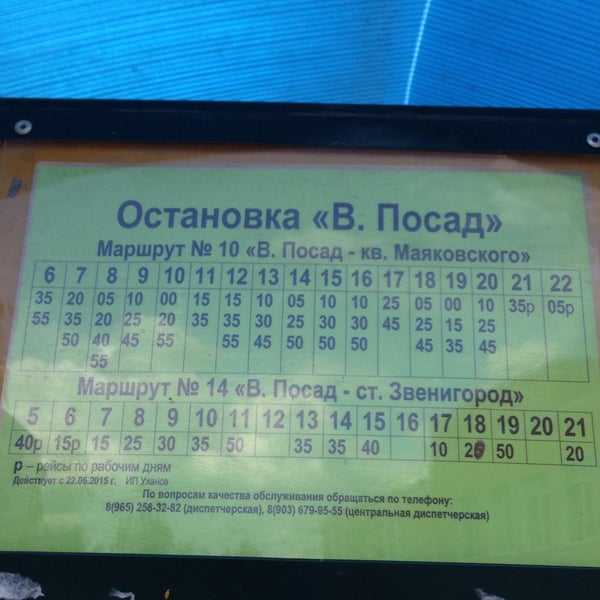 Остановка «В. Посад»
Маршрут № 10 «В. Посад - кв. Маяковского»
6 7 8 9 10 11 12 13 14 15 16 17 18 19 20 21 22
35 20 05 10 00 15 15 10 05 10 10 25 05 00 10 35р 05р
55 35 20 25 20 35 35 30 25 30 30 45 25 15 25
50 40 45 55 55 45 50 50 50 45 35 45
55
Маршрут № 14 «В. Посад - ст. Звенигород»
5 6 7 8 9 10 11 12 13 14 15 16 17 18 19 20 21
40р 15р 15 25 30 35 50 35 35 40 10 50 20
р – рейсы по рабочим дням
Действует с 22.06.2015 г. ИП Уханов
По вопросам качества обслуживания обращаться по телефону:
8(965) 258-32-82 (диспетчерская), 8(903) 679-95-55 (центральная диспетчерская)